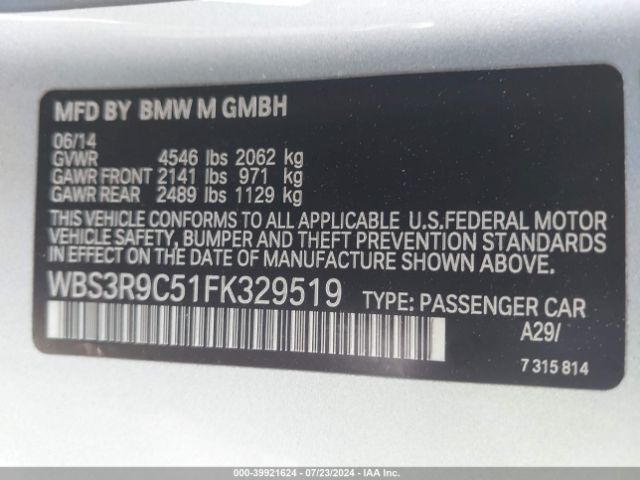 MFD BY BMW M GMBH
06/14
GVWR 4546 lbs 2062 kg
GAWR FRONT 2141 lbs 971 kg
GAWR REAR 2489 lbs 1129 kg
THIS VEHICLE CONFORMS TO ALL APPLICABLE U.S.FEDERAL MOTOR
VEHICLE SAFETY, BUMPER AND THEFT PREVENTION STANDARDS
IN EFFECT ON THE DATE OF MANUFACTURE SHOWN ABOVE.
WBS3R9C51FK329519 TYPE: PASSENGER CAR
A29/
7 315 814
000-39921624 | 07/23/2024 | IAA Inc.